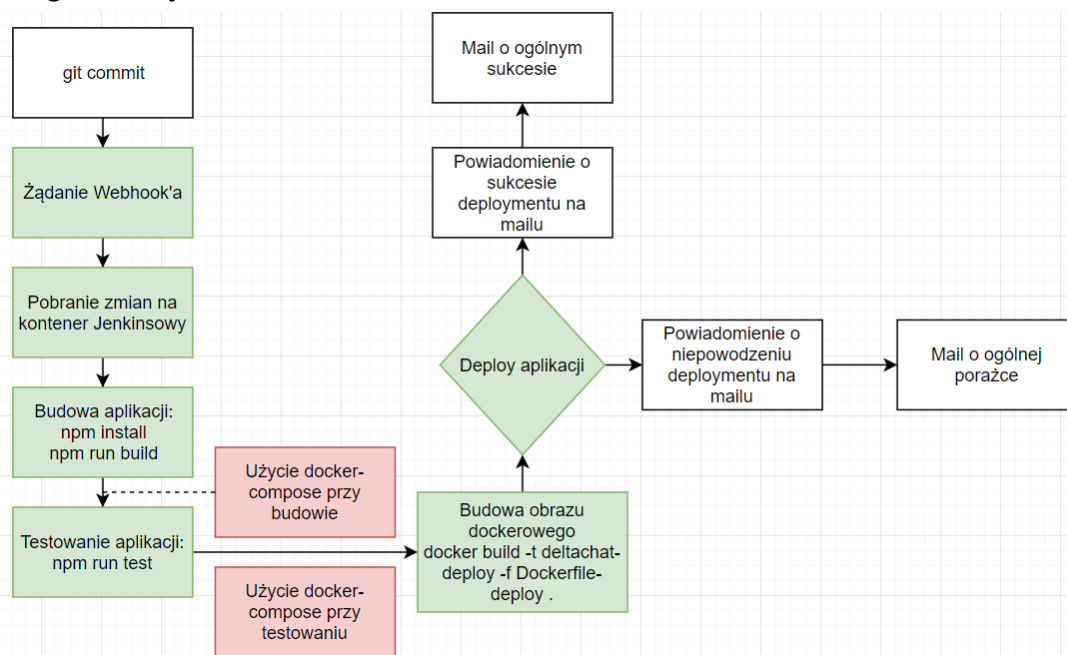 git commit
Żądanie Webhook'a
Pobranie zmian na
kontener Jenkinsowy
Budowa aplikacji:
npm install
npm run build
Testowanie aplikacji:
npm run test
Użycie docker-
compose przy
budowie
Użycie docker-
compose przy
testowaniu
Budowa obrazu
dockerowego
docker build -t deltachat-
deploy -f Dockerfile-
deploy .
Deploy aplikacji
Powiadomienie o
sukcesie
deploymentu na
mailu
Mail o ogólnym
sukcesie
Powiadomienie o
niepowodzeniu
deploymentu na
mailu
Mail o ogólnej
porażce